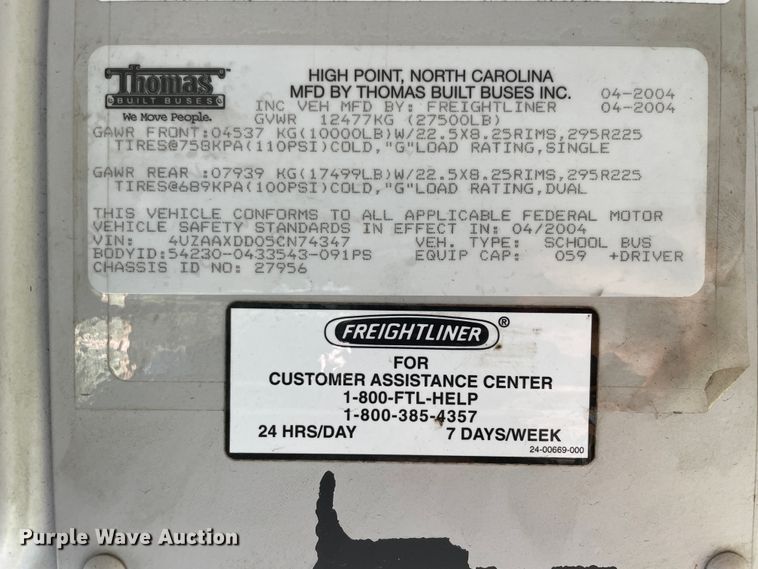 Thomas
BUILT BUSES
We Move People.
HIGH POINT, NORTH CAROLINA
MFD BY THOMAS BUILT BUSES INC. 04-2004
INC VEH MFD BY: FREIGHTLINER 04-2004
GVWR 12477KG (27500LB)
GAWR FRONT:04537 KG(10000LB)W/22.5X8.25RIMS,295R225
TIRES@758KPA(110PSI)COLD,"G"LOAD RATING,SINGLE
GAWR REAR :07939 KG(17499LB)W/22.5X8.25RIMS,295R225
TIRES@689KPA(100PSI)COLD,"G"LOAD RATING,DUAL
THIS VEHICLE CONFORMS TO ALL APPLICABLE FEDERAL MOTOR
VEHICLE SAFETY STANDARDS IN EFFECT IN: 04/2004
VIN: 4UZAAXDD05CN74347 VEH. TYPE: SCHOOL BUS
BODYID:54230-0433543-091PS EQUIP CAP: 059 +DRIVER
CHASSIS ID NO: 27956
FREIGHTLINER ®
FOR
CUSTOMER ASSISTANCE CENTER
1-800-FTL-HELP
1-800-385-4357
24 HRS/DAY 7 DAYS/WEEK
24-00669-000
Purple Wave Auction